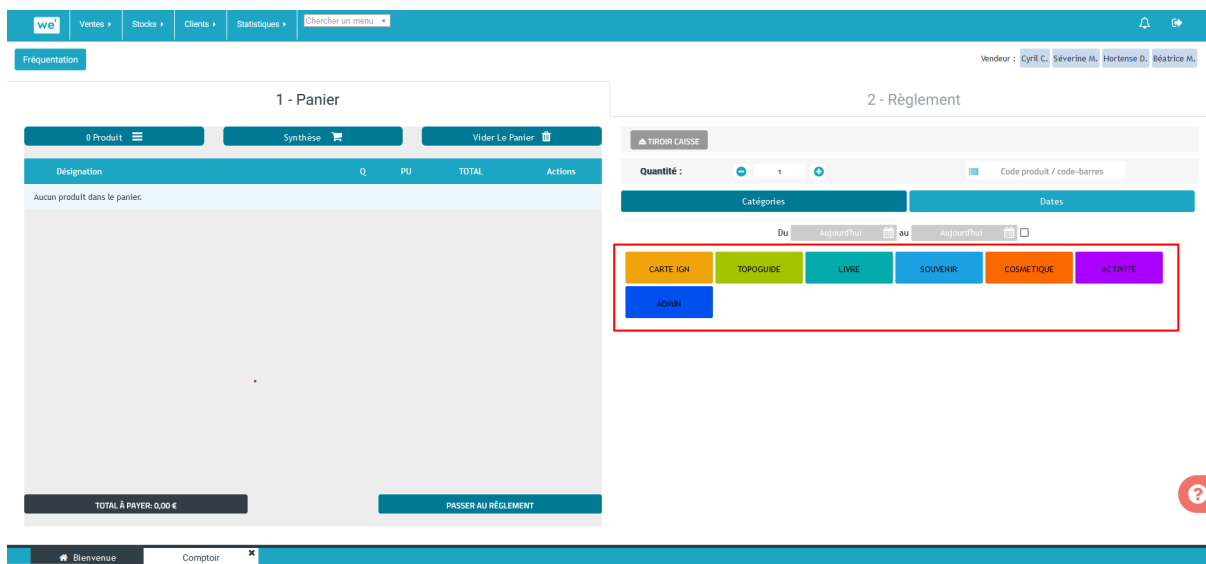 we' Ventes Stocks Clients Statistiques Chercher un menu
Fréquentation Vendeur : Cyril C. Séverine M. Hortense D. Béatrice M.
1 - Panier 2 - Règlement
0 Produit Synthèse Vider Le Panier TIROIR CAISSE
Désignation Q PU TOTAL Actions Quantité : 1 Code produit / code-barres
Aucun produit dans le panier. Catégories Dates
Du Aujourd'hui au Aujourd'hui
CARTE IGN TOPOGUIDE LIVRE SOUVENIR COSMETIQUE ACTIVITE
ADMIN
TOTAL À PAYER: 0,00 € PASSER AU RÈGLEMENT ?
Bienvenue Comptoir